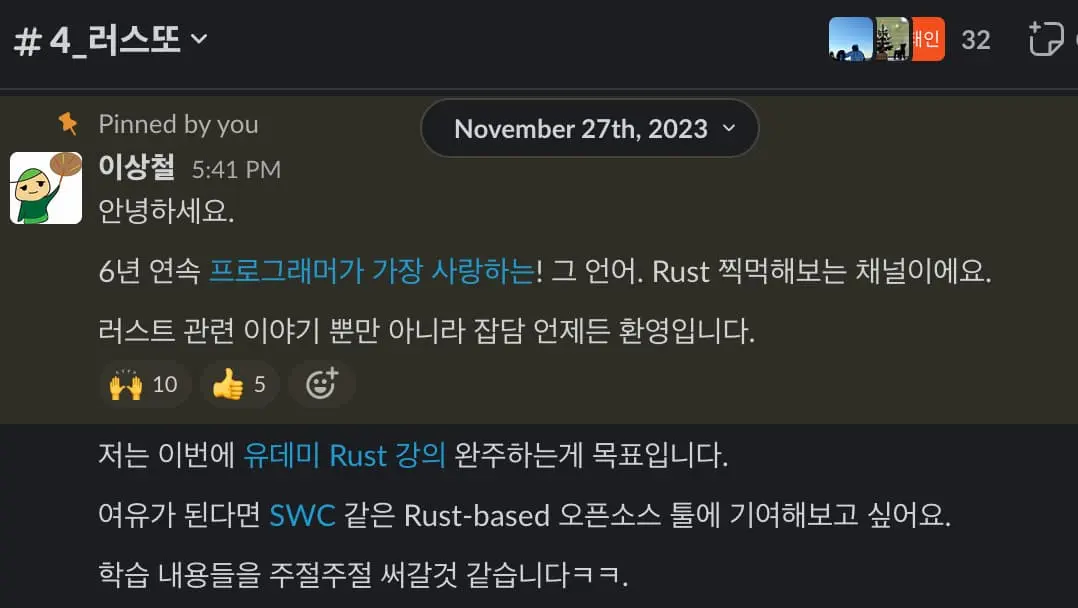 # 4_러스또
태인
32
Pinned by you
November 27th, 2023
이상철 5:41 PM
안녕하세요.
6년 연속 프로그래머가 가장 사랑하는! 그 언어. Rust 찍먹해보는 채널이에요.
러스트 관련 이야기 뿐만 아니라 잡담 언제든 환영입니다.
🙌 10 👍 5
저는 이번에 유데미 Rust 강의 완주하는게 목표입니다.
여유가 된다면 SWC 같은 Rust-based 오픈소스 툴에 기여해보고 싶어요.
학습 내용들을 주절주절 써갈것 같습니다ㅋㅋ.